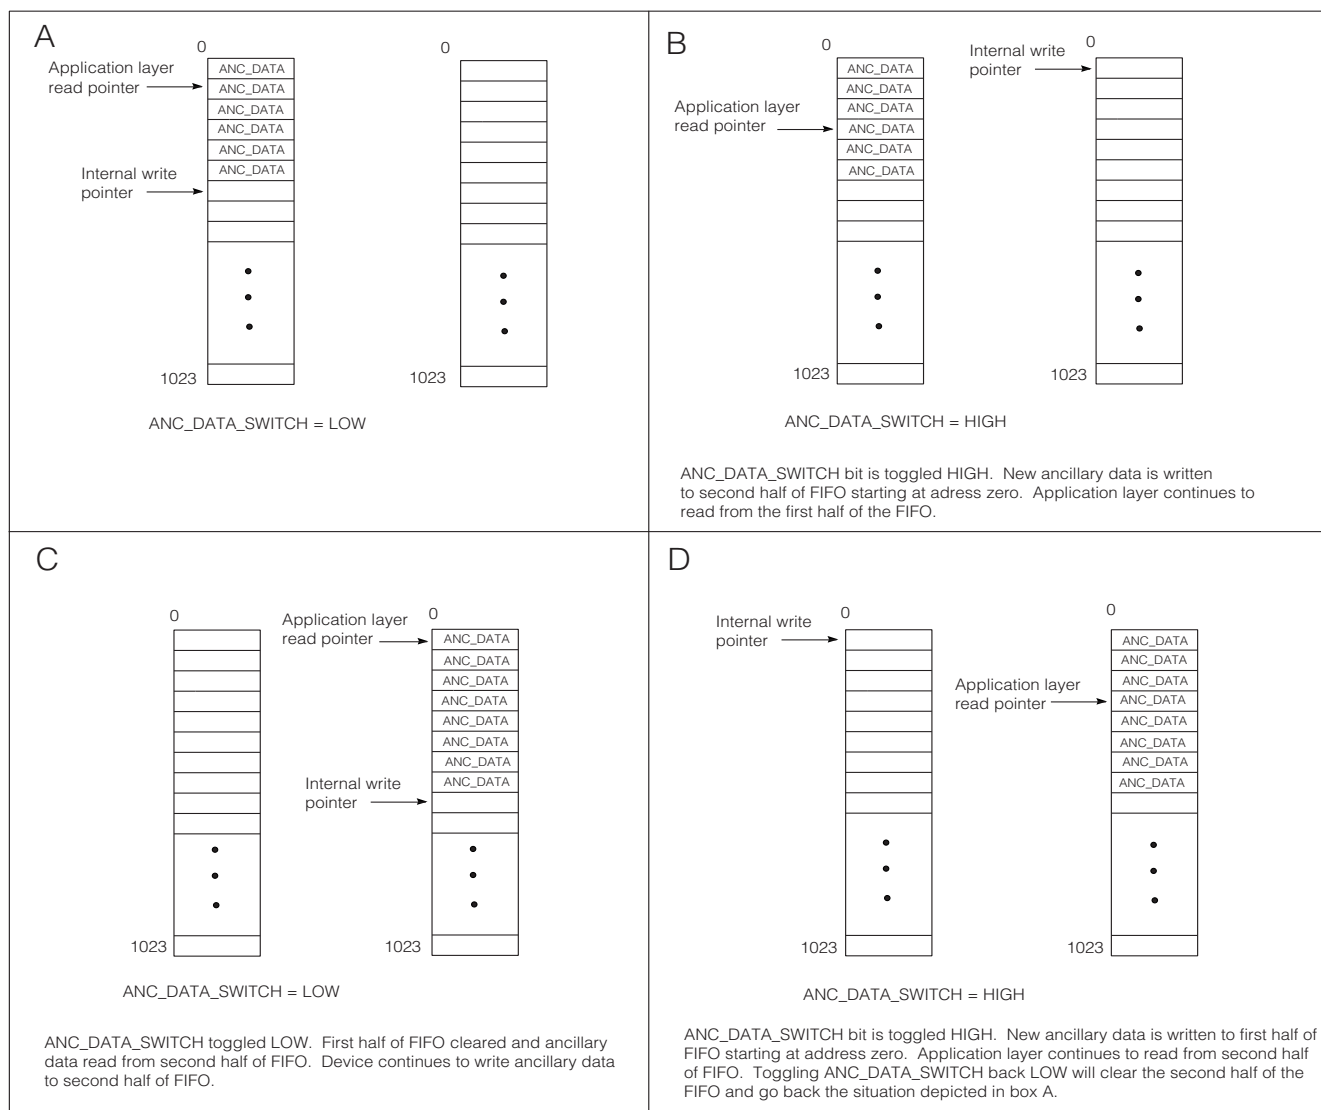 A
0
0
Application layer
read pointer
ANC_DATA
ANC_DATA
ANC_DATA
ANC_DATA
ANC_DATA
ANC_DATA
Internal write
pointer
1023
1023
ANC_DATA_SWITCH = LOW
B
0
0
Internal write
pointer
Application layer
read pointer
ANC_DATA
ANC_DATA
ANC_DATA
ANC_DATA
ANC_DATA
ANC_DATA
1023
1023
ANC_DATA_SWITCH = HIGH
ANC_DATA_SWITCH bit is toggled HIGH. New ancillary data is written
to second half of FIFO starting at adress zero. Application layer continues to
read from the first half of the FIFO.
C
0
0
Application layer
read pointer
ANC_DATA
ANC_DATA
ANC_DATA
ANC_DATA
ANC_DATA
ANC_DATA
ANC_DATA
ANC_DATA
Internal write
pointer
1023
1023
ANC_DATA_SWITCH = LOW
ANC_DATA_SWITCH toggled LOW. First half of FIFO cleared and ancillary
data read from second half of FIFO. Device continues to write ancillary data
to second half of FIFO.
D
0
0
Internal write
pointer
Application layer
read pointer
ANC_DATA
ANC_DATA
ANC_DATA
ANC_DATA
ANC_DATA
ANC_DATA
ANC_DATA
ANC_DATA
1023
1023
ANC_DATA_SWITCH = HIGH
ANC_DATA_SWITCH bit is toggled HIGH. New ancillary data is written to first half of
FIFO starting at address zero. Application layer continues to read from second half
of FIFO. Toggling ANC_DATA_SWITCH back LOW will clear the second half of the
FIFO and go back the situation depicted in box A.